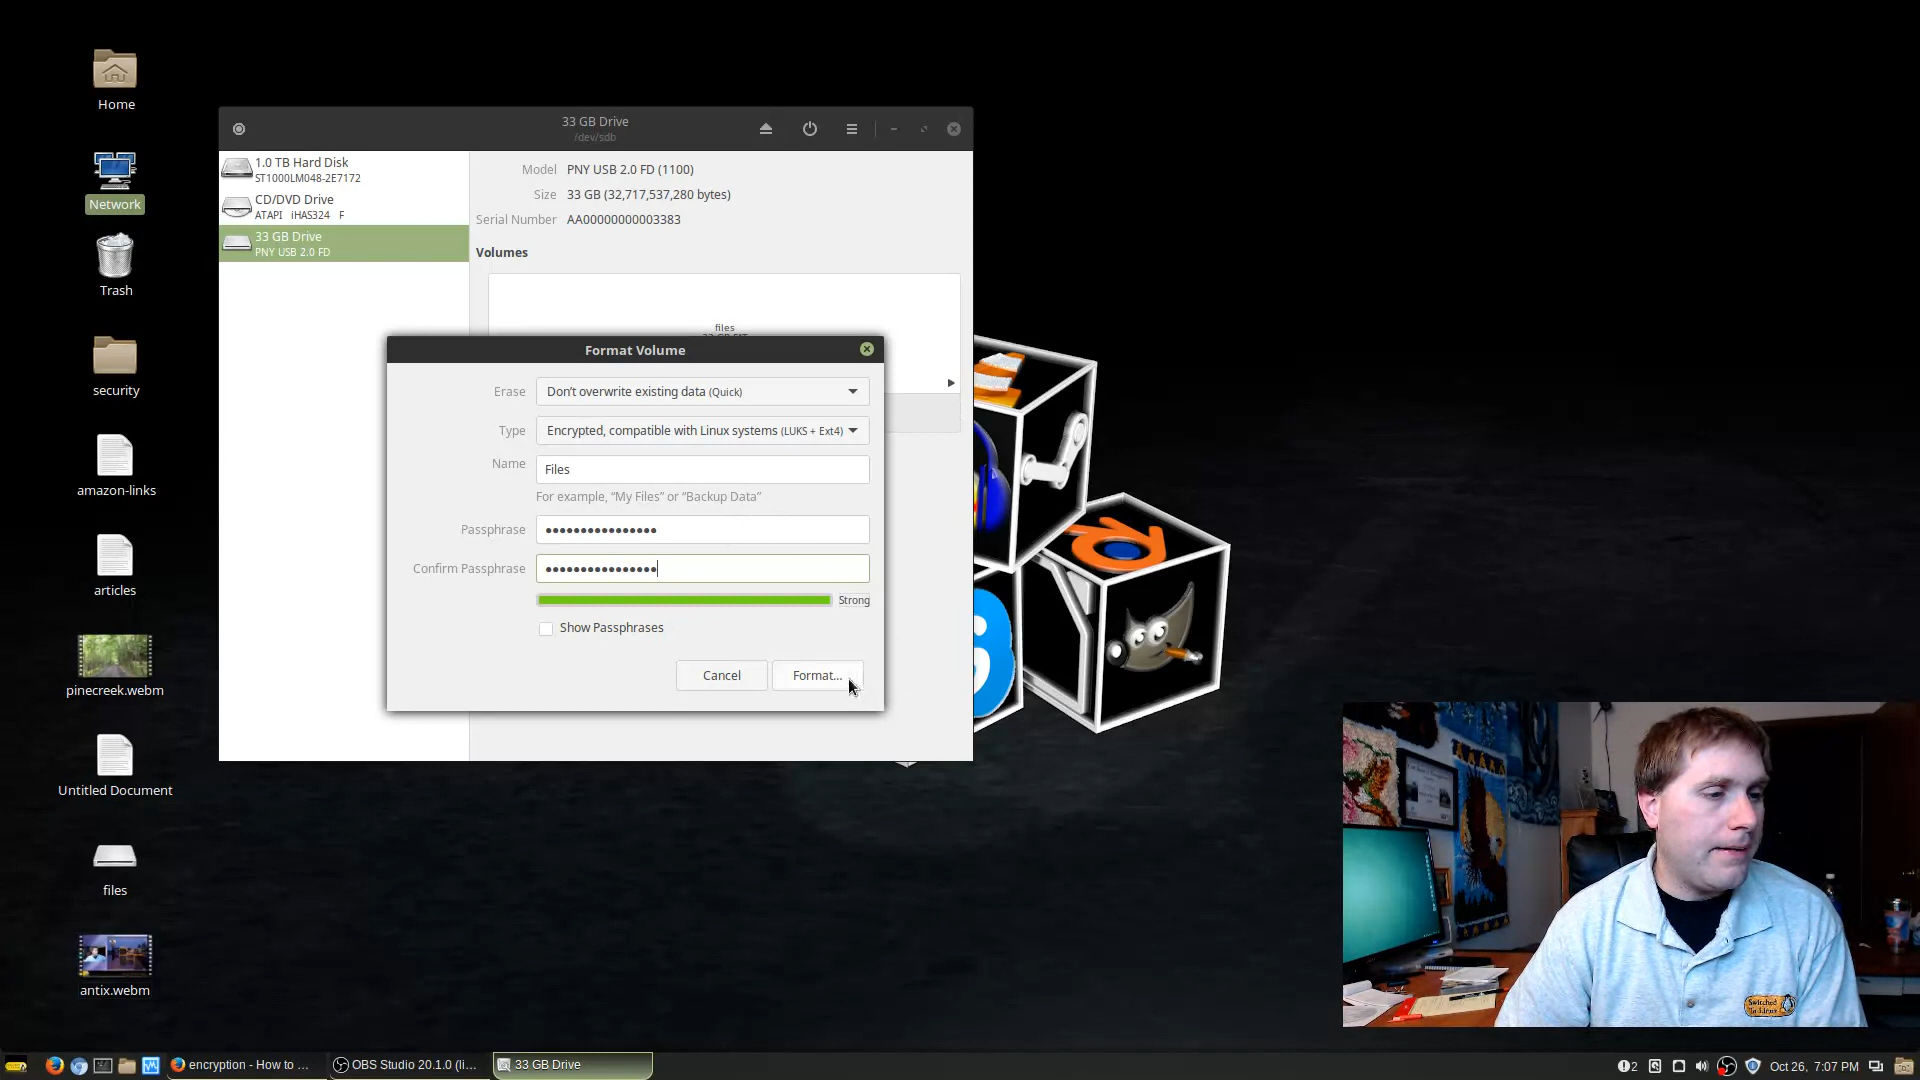 Home
Network
Trash
security
amazon-links
articles
pinecreek.webm
Untitled Document
files
antix.webm
33 GB Drive
/dev/sdb
1.0 TB Hard Disk
ST1000LM048-2E7172
CD/DVD Drive
ATAPI iHAS324 F
33 GB Drive
PNY USB 2.0 FD
Model PNY USB 2.0 FD (1100)
Size 33 GB (32,717,537,280 bytes)
Serial Number AA00000000003383
Volumes
files
Format Volume
Erase Don't overwrite existing data (Quick)
Type Encrypted, compatible with Linux systems (LUKS + Ext4)
Name Files
For example, “My Files” or “Backup Data”
Passphrase ●●●●●●●●●●●●●●●●
Confirm Passphrase ●●●●●●●●●●●●●●●●
Strong
Show Passphrases
Cancel Format...
Switched
To Linux
encryption - How to ... OBS Studio 20.1.0 (li... 33 GB Drive 2 Oct 26, 7:07 PM